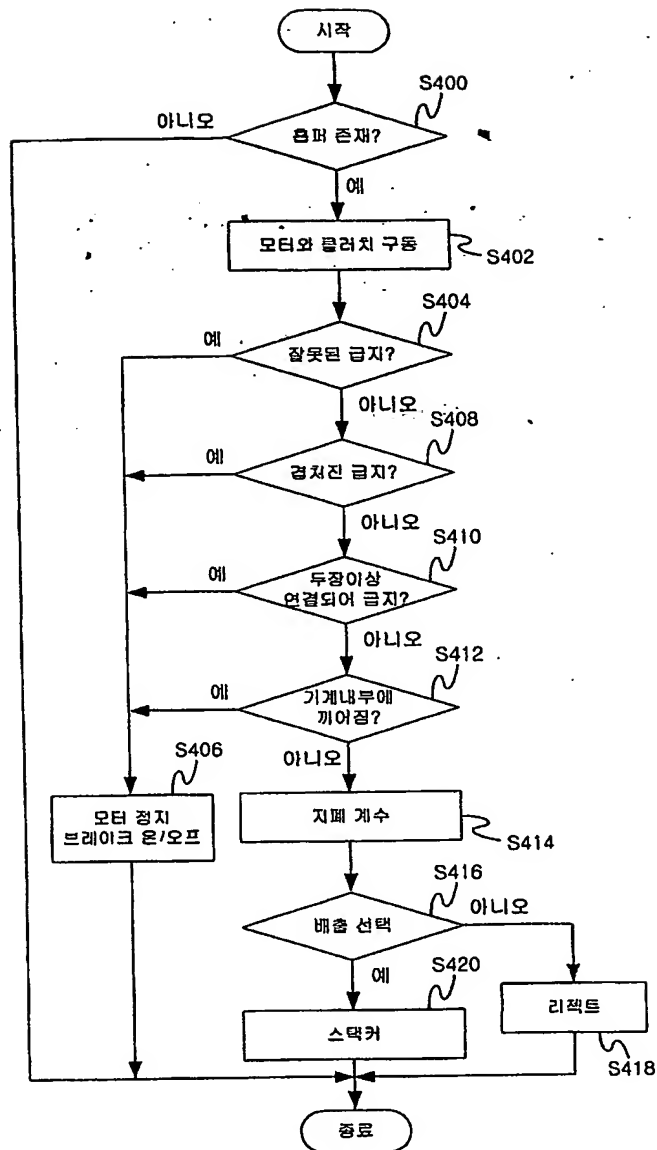 시작
S400
아니오
홉퍼 존재?
예
모터와 클러치 구동
S402
S404
예
잘못된 급지?
아니오
S408
예
겹쳐진 급지?
아니오
S410
예
두장이상
연결되어 급지?
아니오
S412
예
기계내부에
끼어짐?
아니오
S406
모터 정지
브레이크 온/오프
지폐 계수
S414
S416
배출 선택
아니오
예
S420
스택커
리젝트
S418
종료